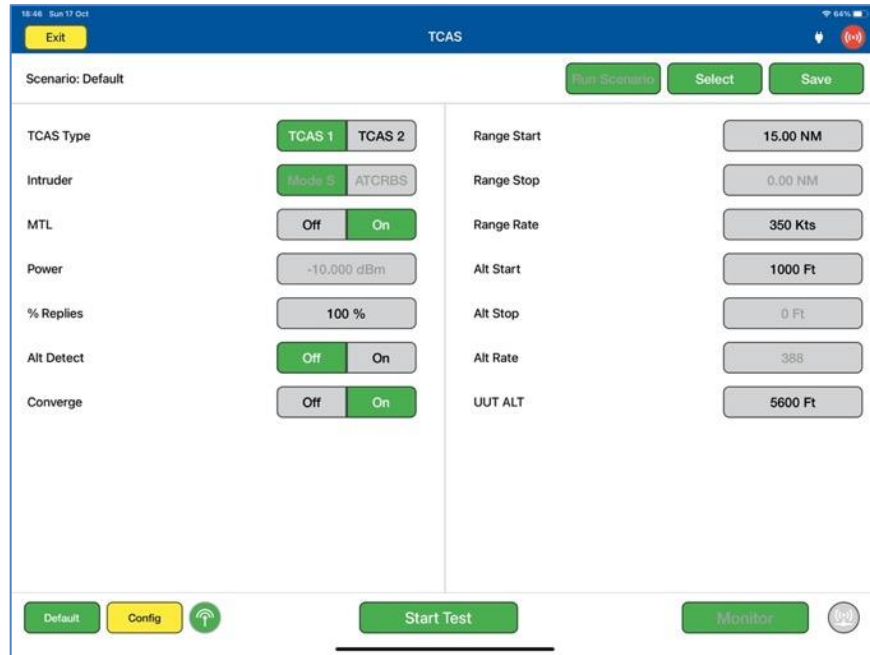 18:46 Sun 17 Oct
64%
Exit
TCAS
Scenario: Default
Run Scenario
Select
Save
TCAS Type
TCAS 1
TCAS 2
Intruder
Mode S
ATCRBS
MTL
Off
On
Power
-10.000 dBm
% Replies
100 %
Alt Detect
Off
On
Converge
Off
On
Range Start
15.00 NM
Range Stop
0.00 NM
Range Rate
350 Kts
Alt Start
1000 Ft
Alt Stop
0 Ft
Alt Rate
388
UUT ALT
5600 Ft
Default
Config
Start Test
Monitor